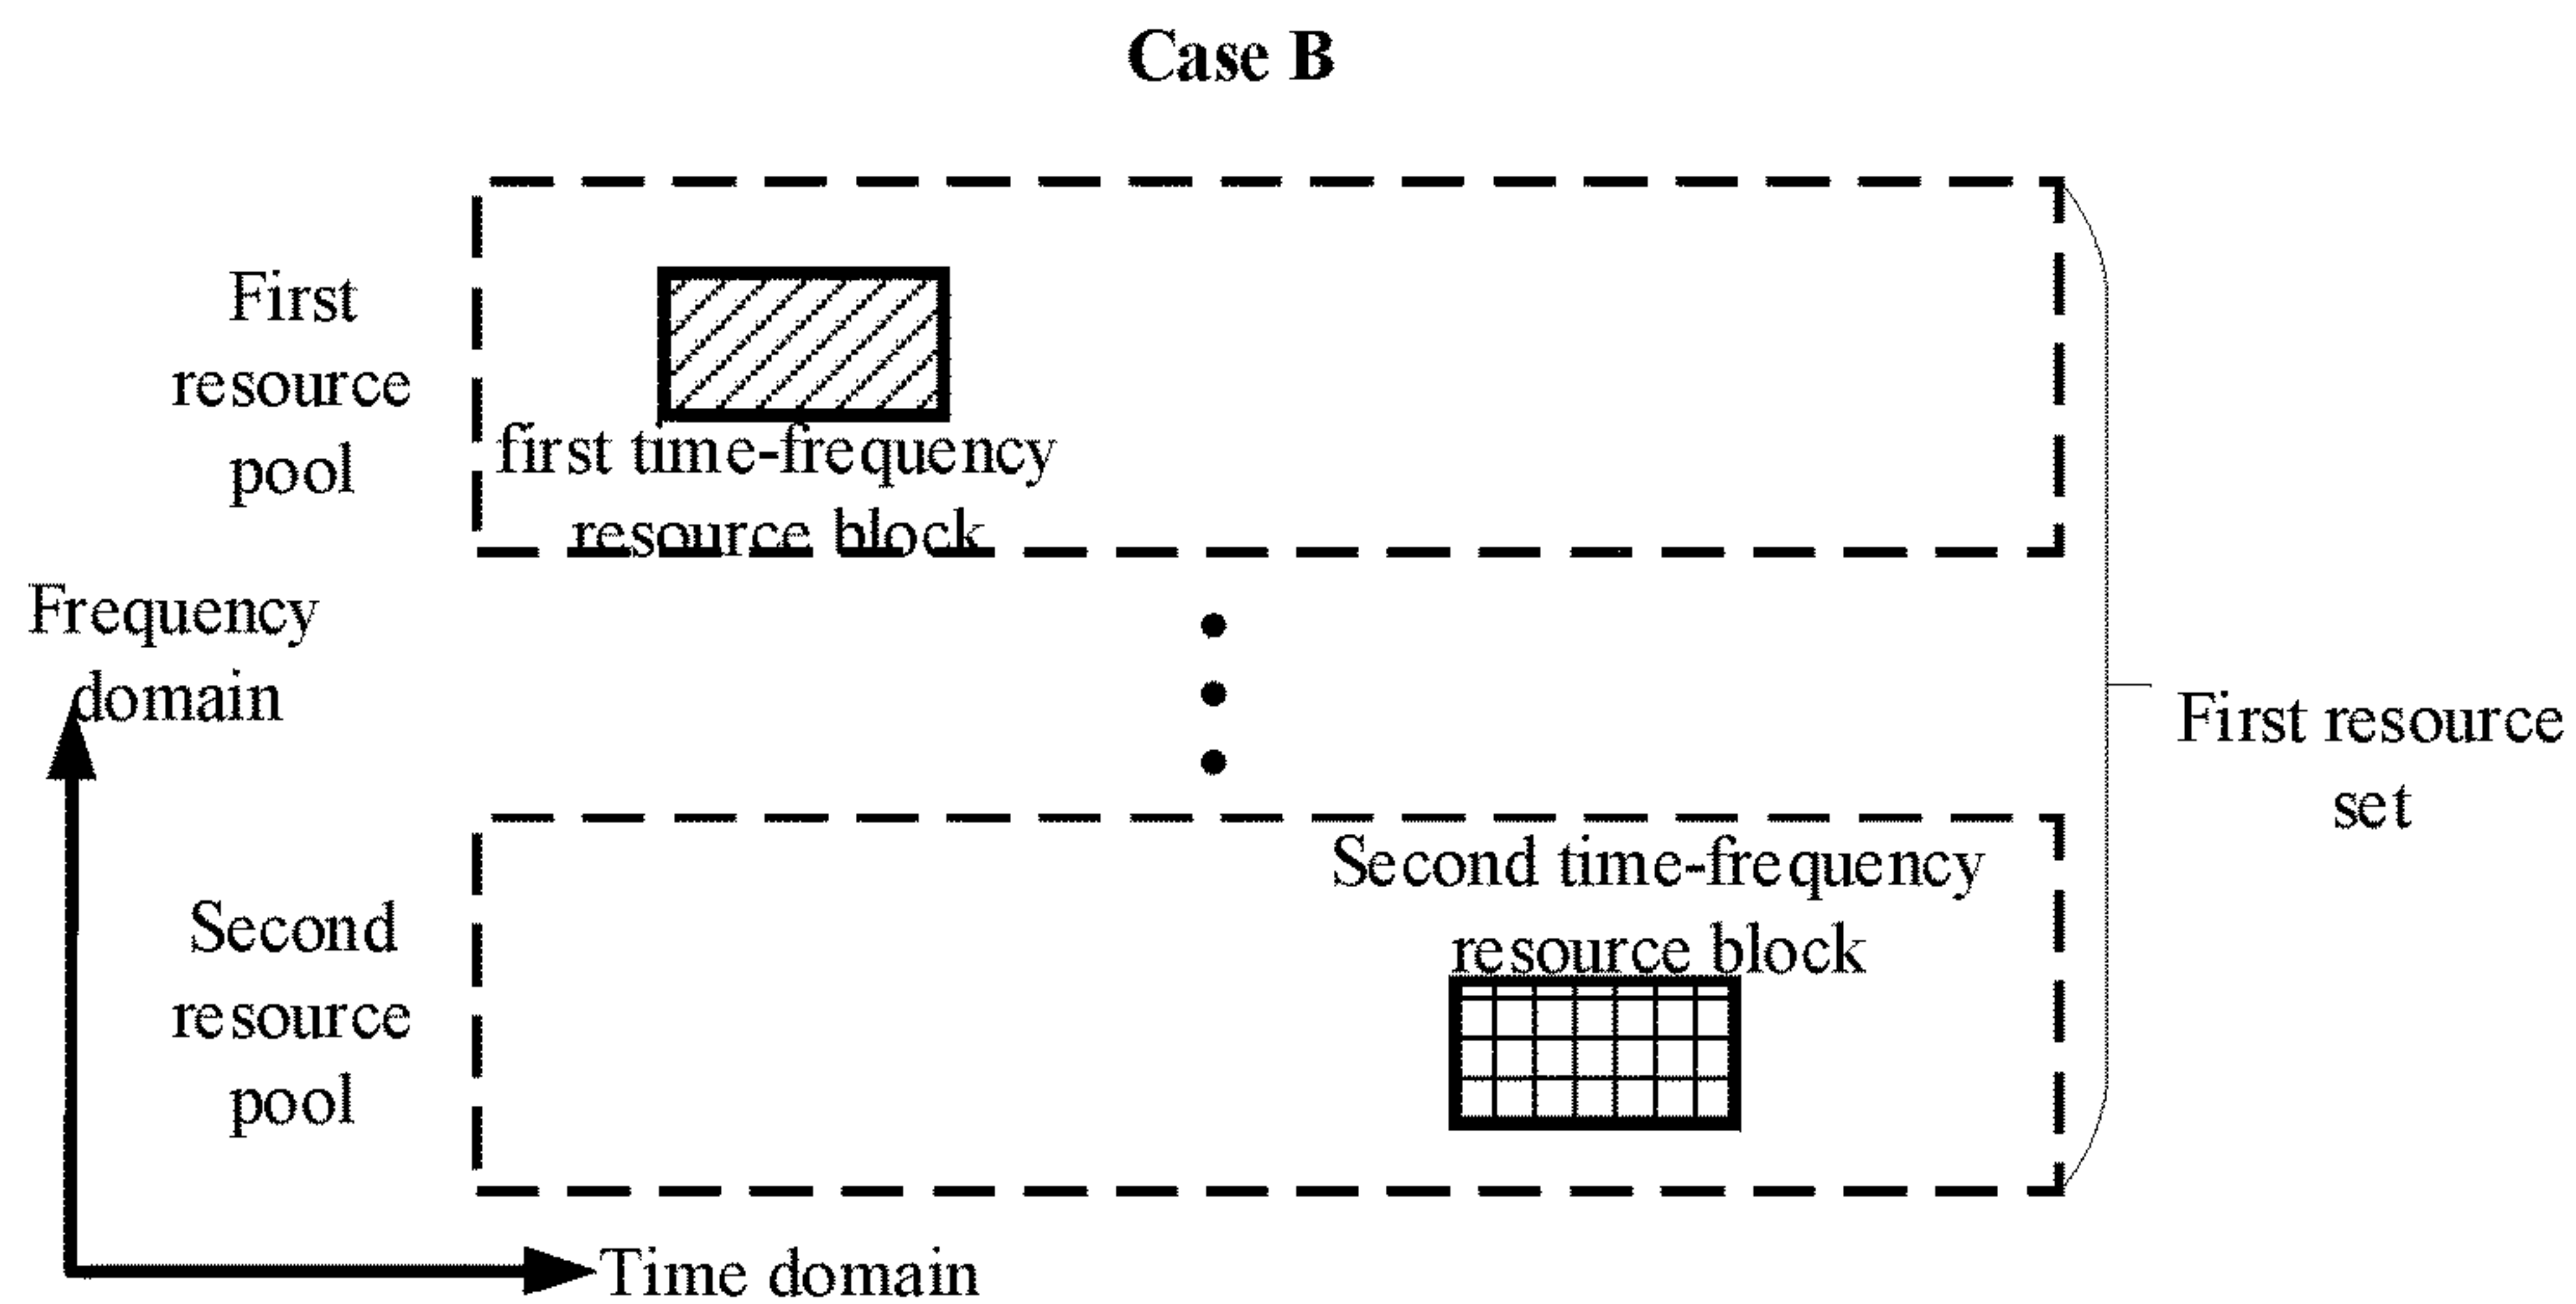 Case B
First
resource
pool
first time-frequency
resource block
Frequency
domain
First resource
set
Second time-frequency
resource block
Second
resource
pool
Time domain